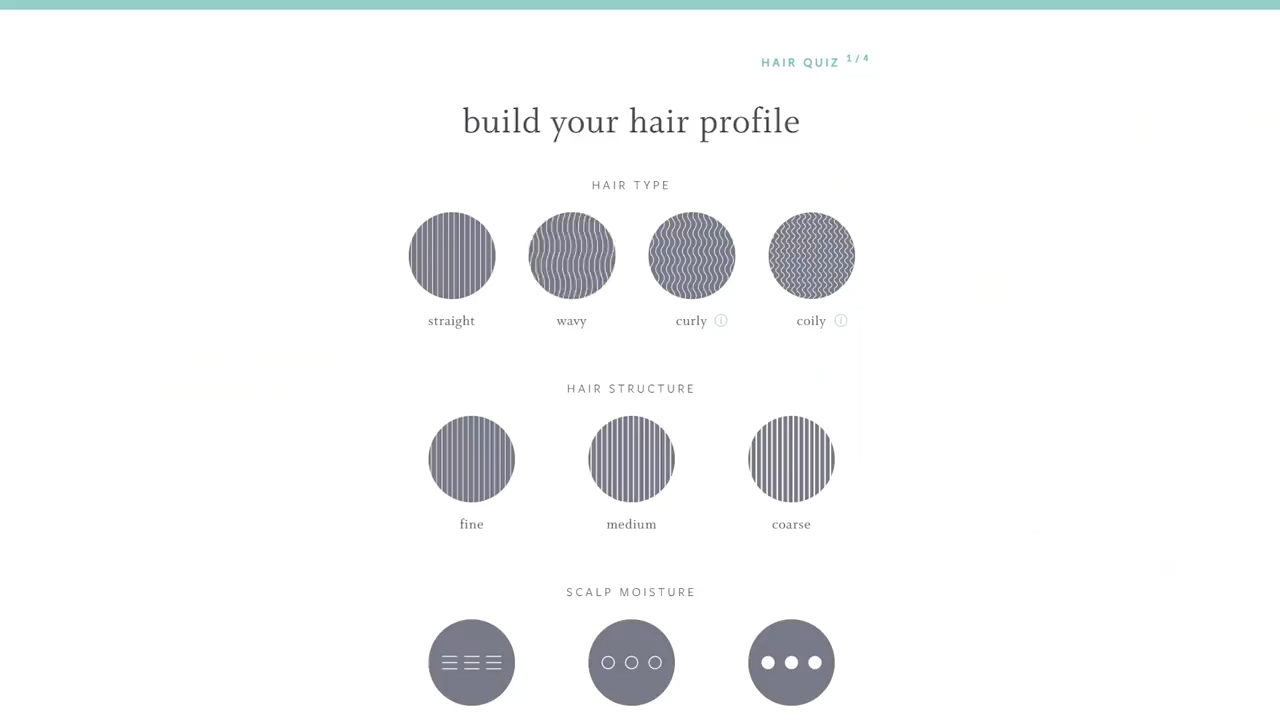 HAIR QUIZ 1/4
build your hair profile
HAIR TYPE
straight wavy curly i coily i
HAIR STRUCTURE
fine medium coarse
SCALP MOISTURE